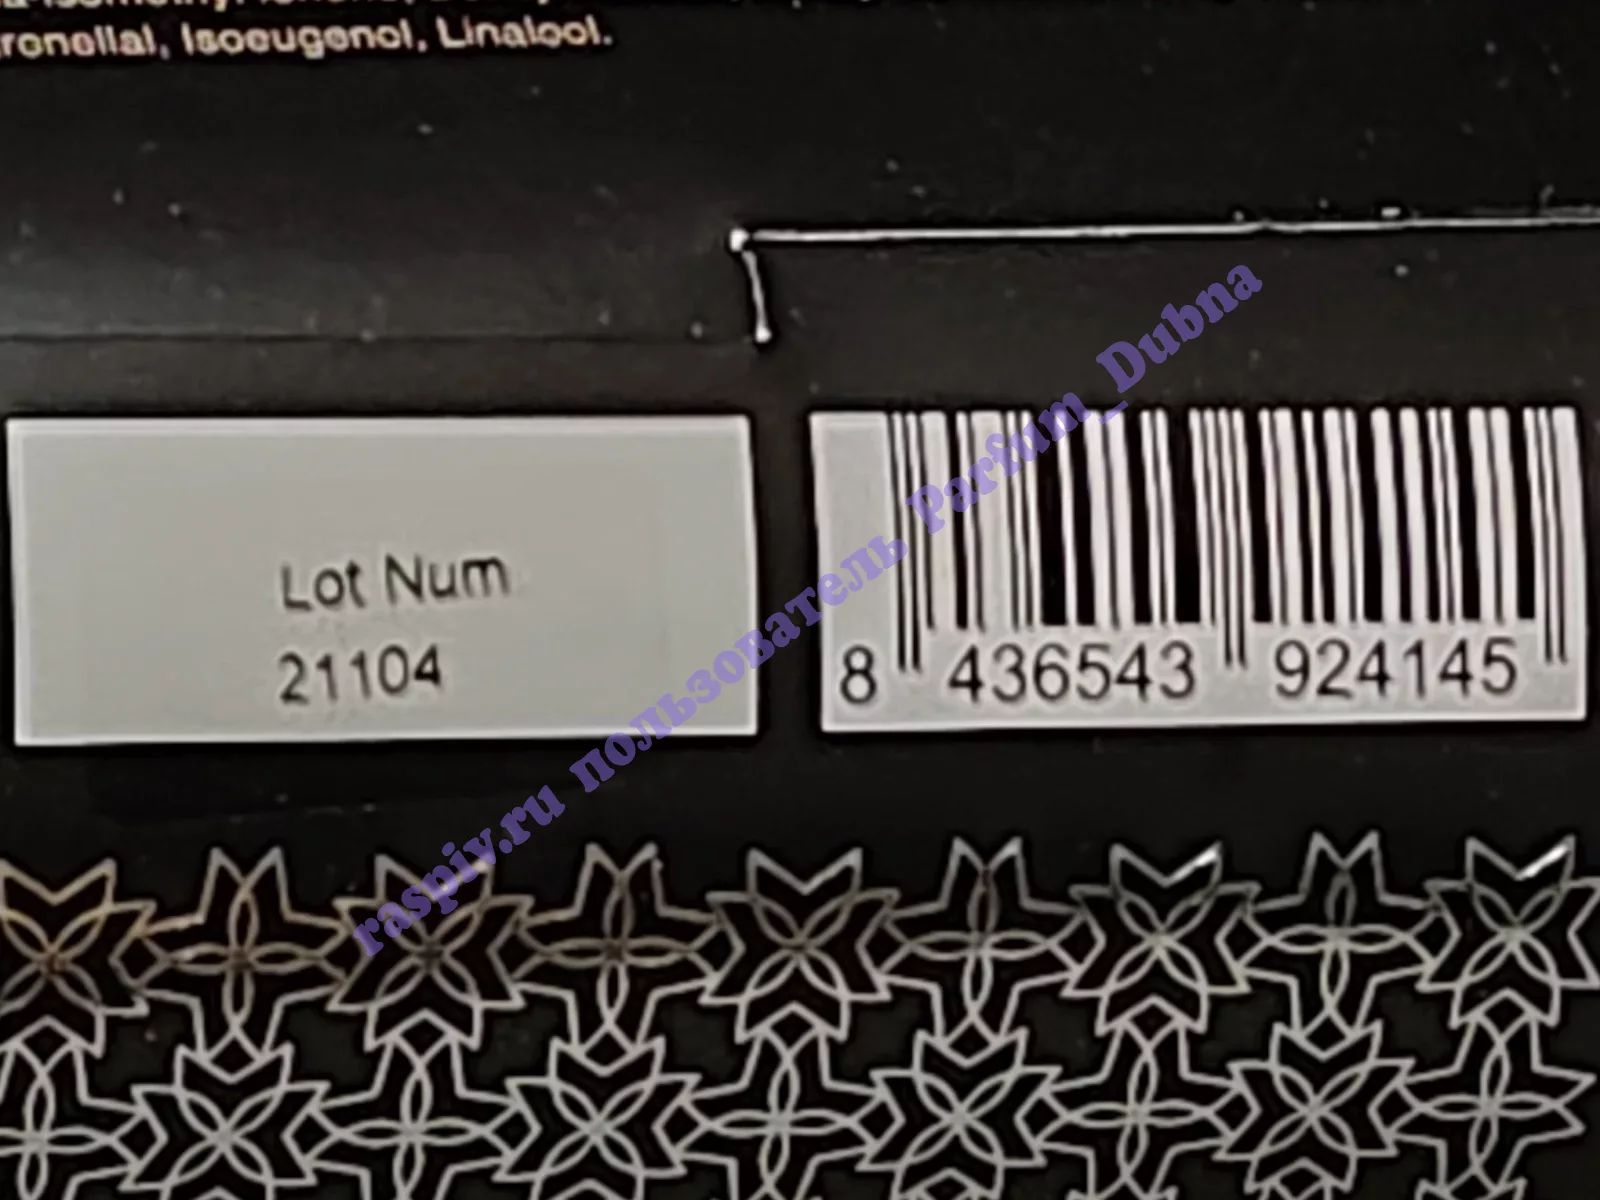 ronellal, Isoeugenol, Linalool.
Lot Num
21104
8 436543 924145
raspiv.ru пользователь Parfum_Dubna